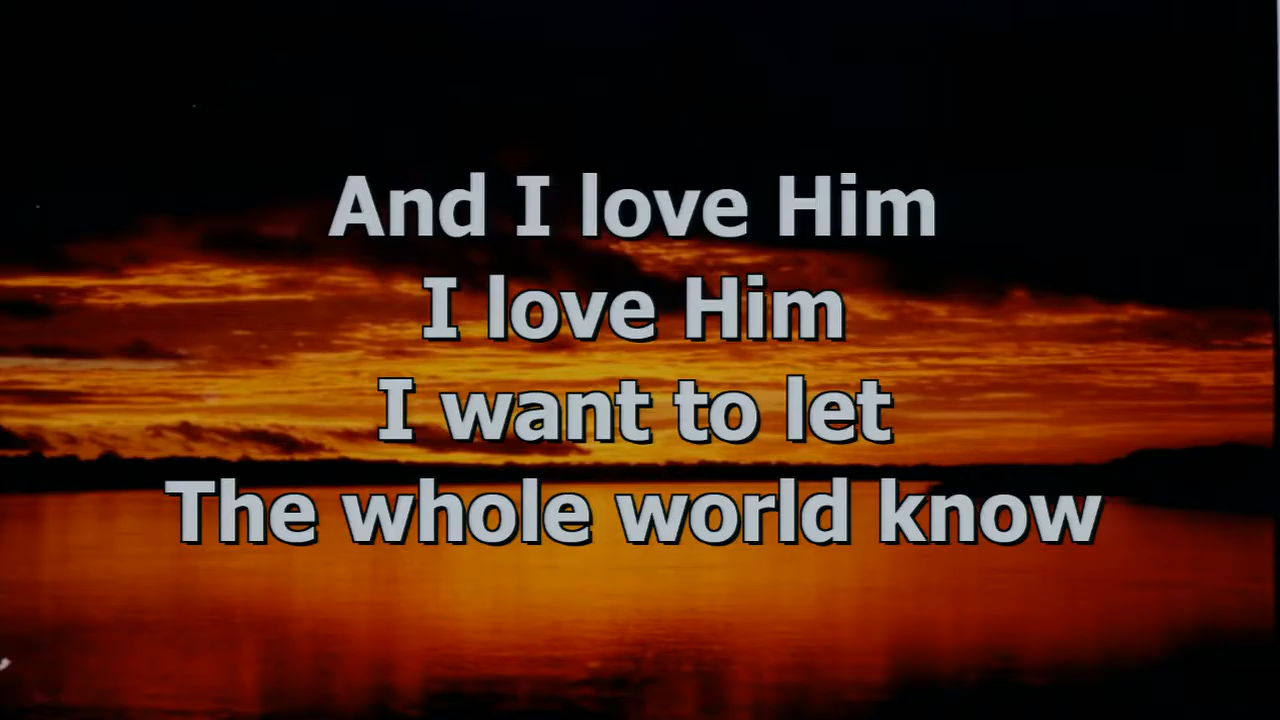 And I love Him
I love Him
I want to let
The whole world know